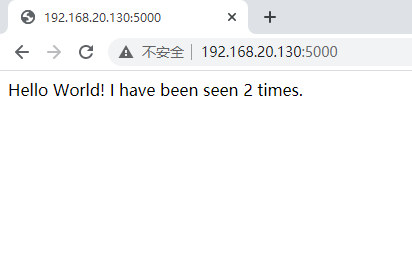 192.168.20.130:5000
不安全 192.168.20.130:5000
Hello World! I have been seen 2 times.